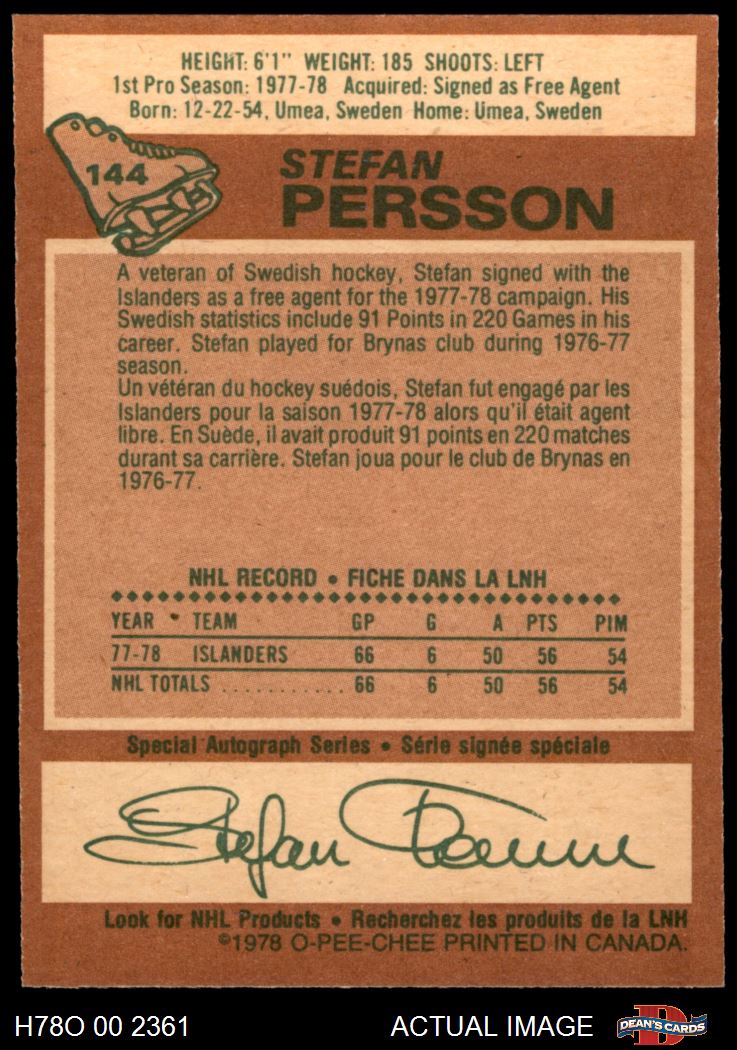 HEIGHT: 6'1" WEIGHT: 185 SHOOTS: LEFT
1st Pro Season: 1977-78 Acquired: Signed as Free Agent
Born: 12-22-54, Umea, Sweden Home: Umea, Sweden
144
STEFAN
PERSSON
A veteran of Swedish hockey, Stefan signed with the
Islanders as a free agent for the 1977-78 campaign. His
Swedish statistics include 91 Points in 220 Games in his
career. Stefan played for Brynas club during 1976-77
season.
Un vétéran du hockey suédois, Stefan fut engagé par les
Islanders pour la saison 1977-78 alors qu'il était agent
libre. En Suède, il avait produit 91 points en 220 matches
durant sa carrière. Stefan joua pour le club de Brynas en
1976-77.
NHL RECORD • FICHE DANS LA LNH
YEAR TEAM GP G A PTS PIM
77-78 ISLANDERS 66 6 50 56 54
NHL TOTALS ........... 66 6 50 56 54
Special Autograph Series • Série signée spéciale
Stefan Persson
Look for NHL Products • Recherchez les produits de la LNH
©1978 O-PEE-CHEE PRINTED IN CANADA.
H78O 00 2361 ACTUAL IMAGE DEAN'S CARDS